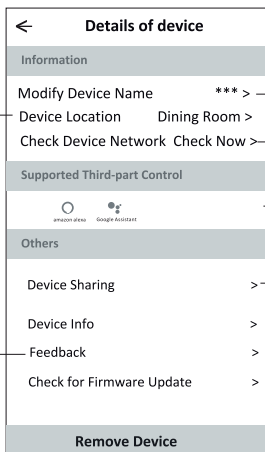 ← Details of device
Information
Modify Device Name *** >
Device Location Dining Room >
Check Device Network Check Now >
Supported Third-part Control
amazon alexa Google Assistant
Others
Device Sharing >
Device Info >
Feedback >
Check for Firmware Update >
Remove Device